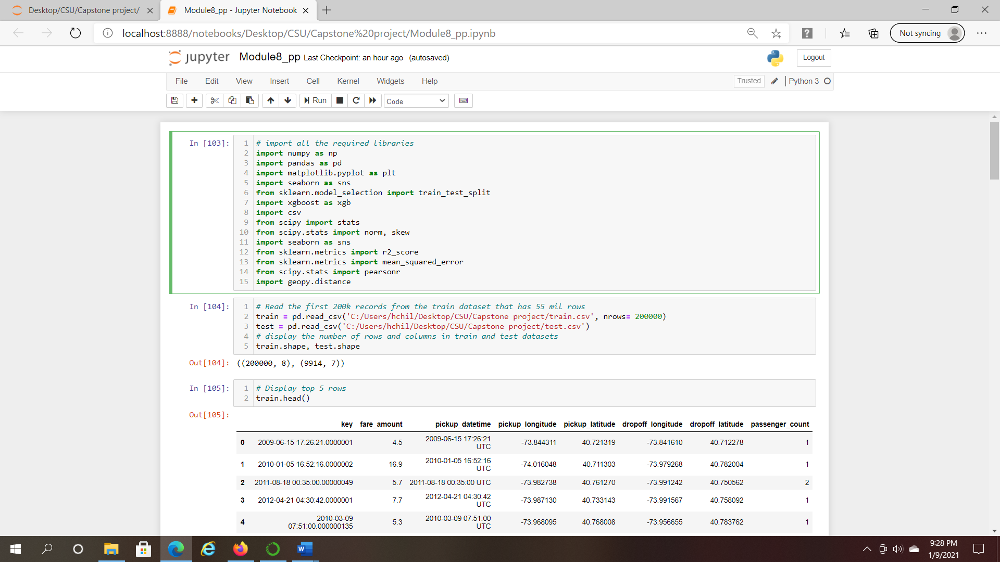 Desktop/CSU/Capstone project/
Module8_pp - Jupyter Notebook
localhost:8888/notebooks/Desktop/CSU/Capstone%20project/Module8_pp.ipynb
Not syncing
jupyter Module8_pp Last Checkpoint: an hour ago (autosaved)
Logout
File Edit View Insert Cell Kernel Widgets Help
Trusted Python 3
Run Code
In [103]:
1 # import all the required libraries
2 import numpy as np
3 import pandas as pd
4 import matplotlib.pyplot as plt
5 import seaborn as sns
6 from sklearn.model_selection import train_test_split
7 import xgboost as xgb
8 import csv
9 from scipy import stats
10 from scipy.stats import norm, skew
11 import seaborn as sns
12 from sklearn.metrics import r2_score
13 from sklearn.metrics import mean_squared_error
14 from scipy.stats import pearsonr
15 import geopy.distance
In [104]:
1 # Read the first 200k records from the train dataset that has 55 mil rows
2 train = pd.read_csv('C:/Users/hchil/Desktop/CSU/Capstone project/train.csv', nrows= 200000)
3 test = pd.read_csv('C:/Users/hchil/Desktop/CSU/Capstone project/test.csv')
4 # display the number of rows and columns in train and test datasets
5 train.shape, test.shape
Out[104]: ((200000, 8), (9914, 7))
In [105]:
1 # Display top 5 rows
2 train.head()
Out[105]:
key fare_amount pickup_datetime pickup_longitude pickup_latitude dropoff_longitude dropoff_latitude passenger_count
0 2009-06-15 17:26:21.0000001 4.5 2009-06-15 17:26:21 UTC -73.844311 40.721319 -73.841610 40.712278 1
1 2010-01-05 16:52:16.0000002 16.9 2010-01-05 16:52:16 UTC -74.016048 40.711303 -73.979268 40.782004 1
2 2011-08-18 00:35:00.00000049 5.7 2011-08-18 00:35:00 UTC -73.982738 40.761270 -73.991242 40.750562 2
3 2012-04-21 04:30:42.0000001 7.7 2012-04-21 04:30:42 UTC -73.987130 40.733143 -73.991567 40.758092 1
4 2010-03-09 07:51:00.000000135 5.3 2010-03-09 07:51:00 UTC -73.968095 40.768008 -73.956655 40.783762 1
9:28 PM
1/9/2021